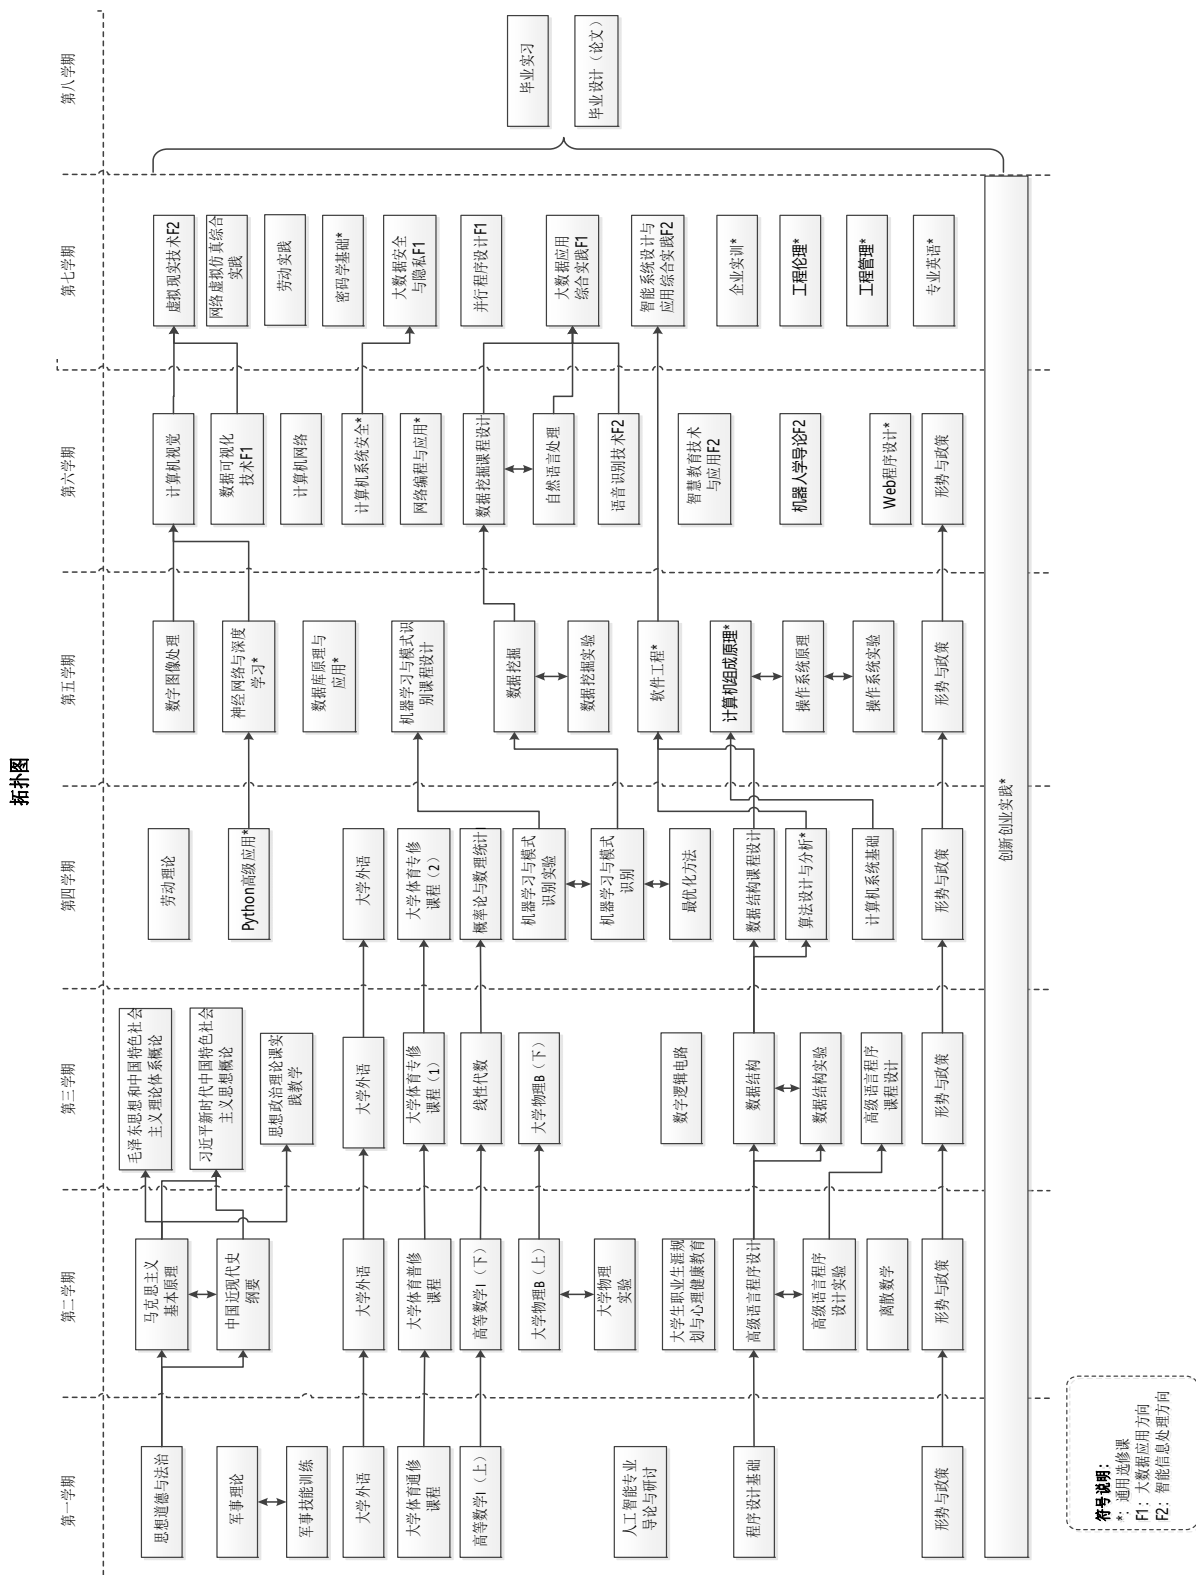 拓扑图
第一学期
思想道德与法治
军事理论
军事技能训练
大学外语
大学体育通修
课程
高等数学I（上）
人工智能专业
导论与研讨
程序设计基础
形势与政策
第二学期
马克思主义
基本原理
中国近现代史
纲要
大学外语
大学体育普修
课程
高等数学I（下）
大学物理B（上）
大学物理
实验
大学生职业生涯规
划与心理健康教育
高级语言程序设计
高级语言程序
设计实验
离散数学
形势与政策
第三学期
毛泽东思想和中国特色社会
主义理论体系概论
习近平新时代中国特色社会
主义思想概论
思想政治理论课实
践教学
大学外语
大学体育专修
课程（1）
线性代数
大学物理B（下）
数字逻辑电路
数据结构
数据结构实验
高级语言程序
课程设计
形势与政策
第四学期
劳动理论
Python高级应用*
大学外语
大学体育专修
课程（2）
概率论与数理统计
机器学习与模式
识别实验
机器学习与模式
识别
最优化方法
数据结构课程设计
算法设计与分析*
计算机系统基础
形势与政策
第五学期
数字图像处理
神经网络与深度
学习*
数据库原理与
应用*
机器学习与模式识
别课程设计
数据挖掘
数据挖掘实验
软件工程*
计算机组成原理*
操作系统原理
操作系统实验
形势与政策
第六学期
计算机视觉
数据可视化
技术F1
计算机网络
计算机系统安全*
网络编程与应用*
数据挖掘课程设计
自然语言处理
语音识别技术F2
智慧教育技术
与应用F2
机器人学导论F2
Web程序设计*
形势与政策
第七学期
虚拟现实技术F2
网络虚拟仿真综合
实践
劳动实践
密码学基础*
大数据安全
与隐私F1
并行程序设计F1
大数据应用
综合实践F1
智能系统设计与
应用综合实践F2
企业实训*
工程伦理*
工程管理*
专业英语*
第八学期
毕业实习
毕业设计（论文）
创新创业实践*
符号说明：
*：通用选修课
F1：大数据应用方向
F2：智能信息处理方向